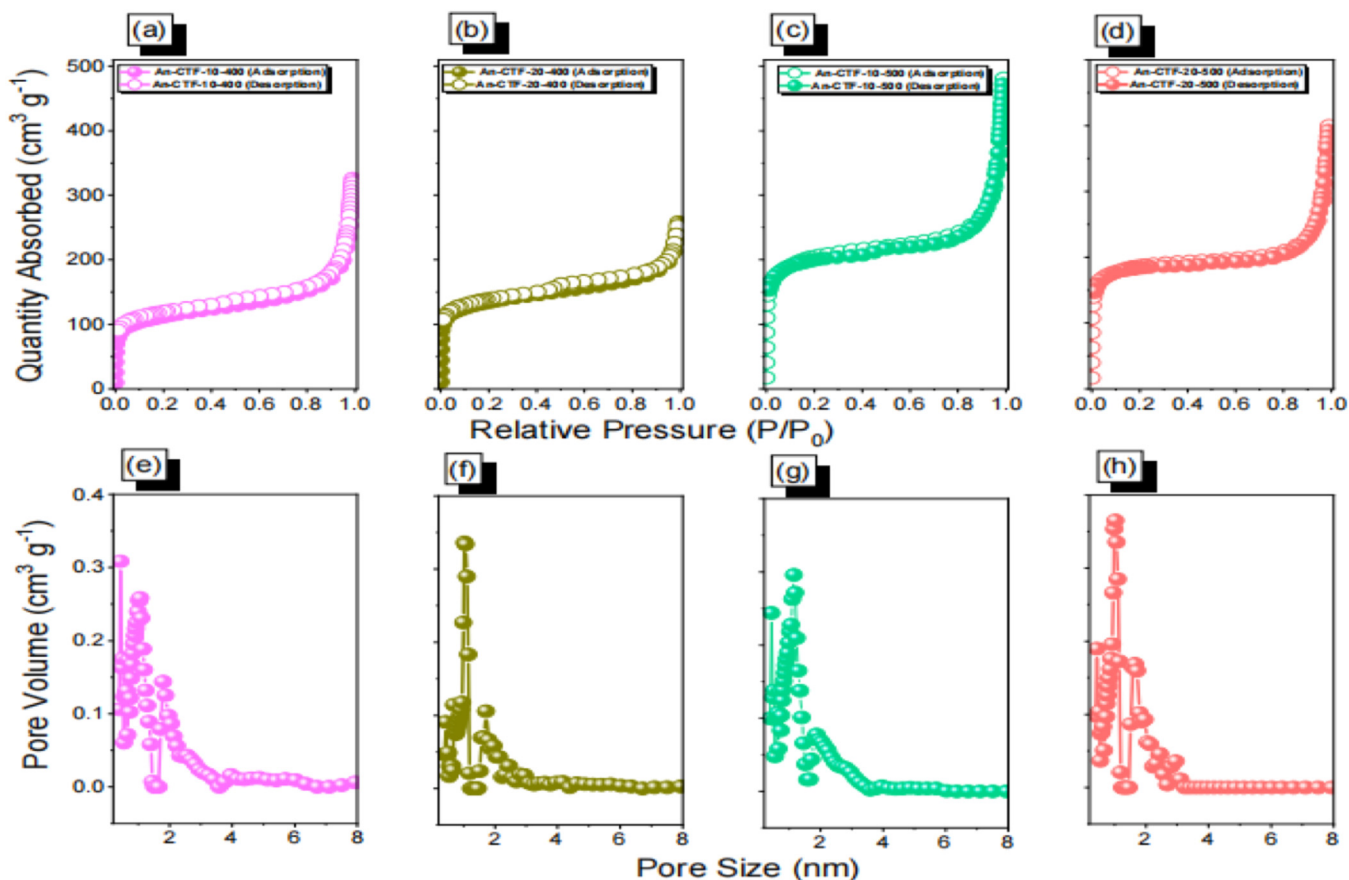 (a)
(b)
(c)
(d)
Quantity Absorbed (cm³ g⁻¹)
500
400
300
200
100
0
An-CTF-10-400 (Adsorption)
An-CTF-10-400 (Desorption)
An-CTF-20-400 (Adsorption)
An-CTF-20-400 (Desorption)
An-CTF-10-500 (Adsorption)
An-CTF-10-500 (Desorption)
An-CTF-20-500 (Adsorption)
An-CTF-20-500 (Desorption)
0.0 0.2 0.4 0.6 0.8 1.0
0.0 0.2 0.4 0.6 0.8 1.0
0.0 0.2 0.4 0.6 0.8 1.0
0.0 0.2 0.4 0.6 0.8 1.0
Relative Pressure (P/P₀)
(e)
(f)
(g)
(h)
Pore Volume (cm³ g⁻¹)
0.4
0.3
0.2
0.1
0.0
2 4 6 8
2 4 6 8
2 4 6 8
2 4 6 8
Pore Size (nm)